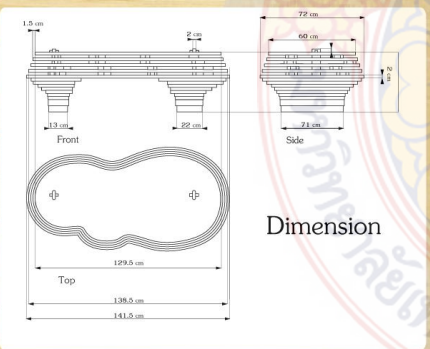 72 cm
1.5 cm
2 cm
60 cm
2 cm
13 cm
22 cm
71 cm
Front
Side
Dimension
129.5 cm
Top
138.5 cm
141.5 cm